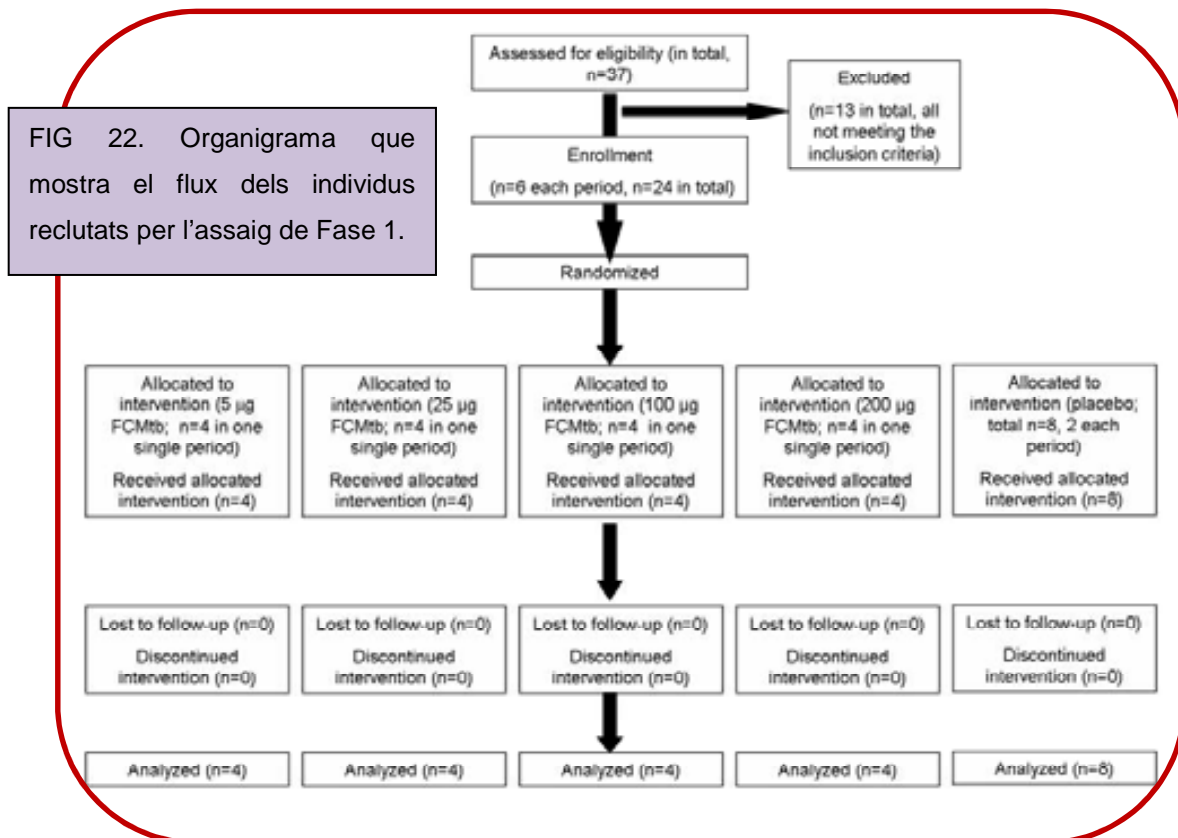 Assessed for eligibility (in total,
n=37)
Excluded
(n=13 in total, all
not meeting the
inclusion criteria)
FIG 22. Organigrama que
mostra el flux dels individus
reclutats per l’assaig de Fase 1.
Enrollment
(n=6 each period, n=24 in total)
Randomized
Allocated to
intervention (5 µg
FCMtb; n=4 in one
single period)
Received allocated
intervention (n=4)
Allocated to
intervention (25 µg
FCMtb; n=4 in one
single period)
Received allocated
intervention (n=4)
Allocated to
intervention (100 µg
FCMtb; n=4 in one
single period)
Received allocated
intervention (n=4)
Allocated to
intervention (200 µg
FCMtb; n=4 in one
single period)
Received allocated
intervention (n=4)
Allocated to
intervention (placebo;
total n=8, 2 each
period)
Received allocated
intervention (n=8)
Lost to follow-up (n=0)
Discontinued
intervention (n=0)
Lost to follow-up (n=0)
Discontinued
intervention (n=0)
Lost to follow-up (n=0)
Discontinued
intervention (n=0)
Lost to follow-up (n=0)
Discontinued
intervention (n=0)
Lost to follow-up (n=0)
Discontinued
intervention (n=0)
Analyzed (n=4)
Analyzed (n=4)
Analyzed (n=4)
Analyzed (n=4)
Analyzed (n=8)